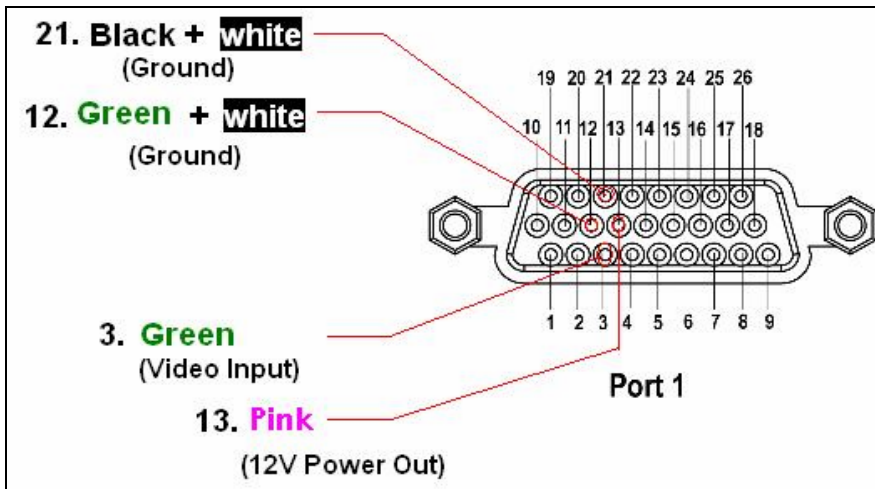 21. Black + white
(Ground)
12. Green + white
(Ground)
3. Green
(Video Input)
13. Pink
(12V Power Out)
19 20 21 22 23 24 25 26
10 11 12 13 14 15 16 17 18
1 2 3 4 5 6 7 8 9
Port 1